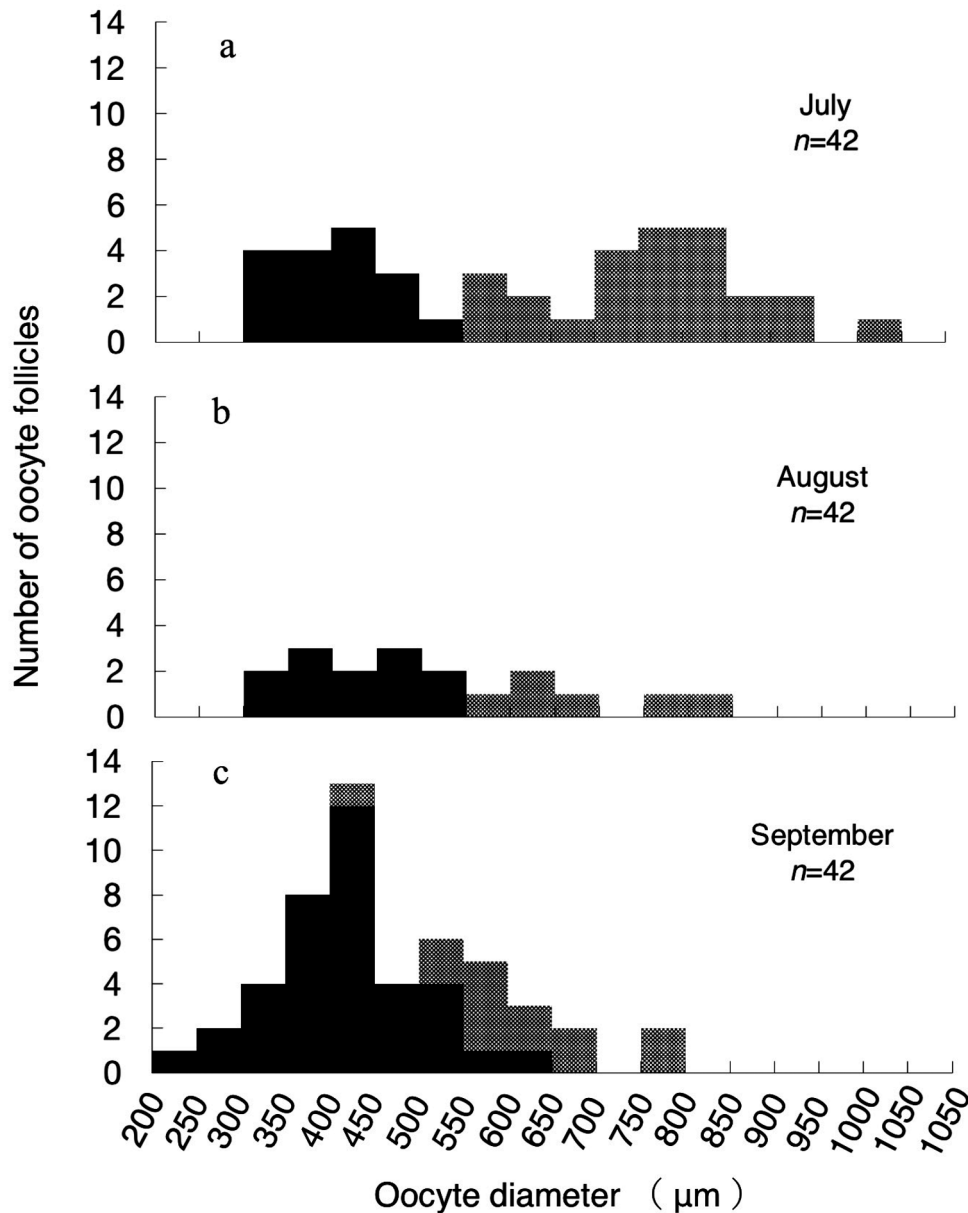 a
July
n=42
14
12
10
8
6
4
2
0
b
August
n=42
14
12
10
8
6
4
2
0
c
September
n=42
14
12
10
8
6
4
2
0
Number of oocyte follicles
200 250 300 350 400 450 500 550 600 650 700 750 850 900 950 1000 1050 1050
Oocyte diameter ( μm )